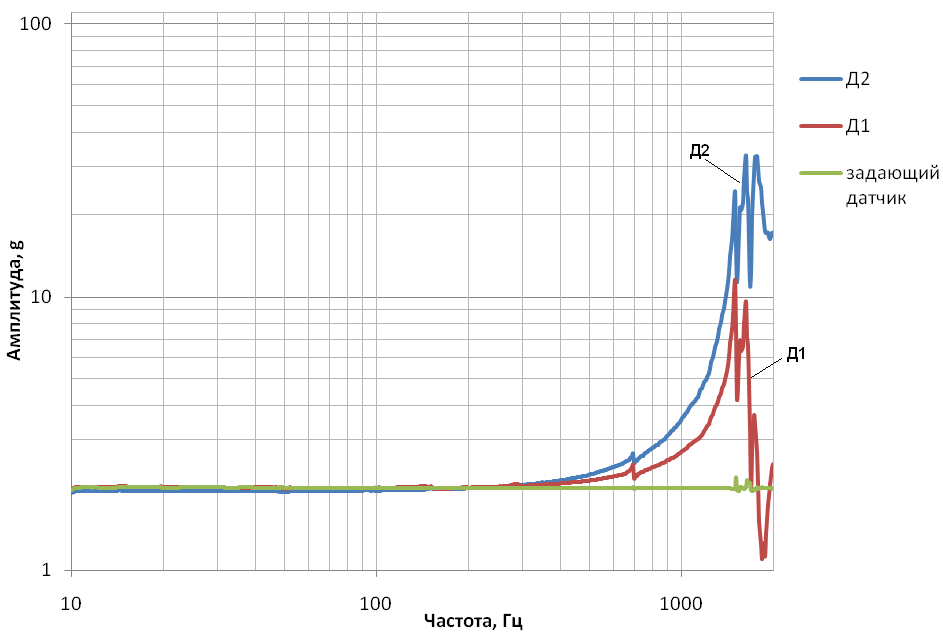 100
10
1
10
100
1000
Амплитуда, g
Частота, Гц
Д2
Д1
Д2
Д1
задающий
датчик